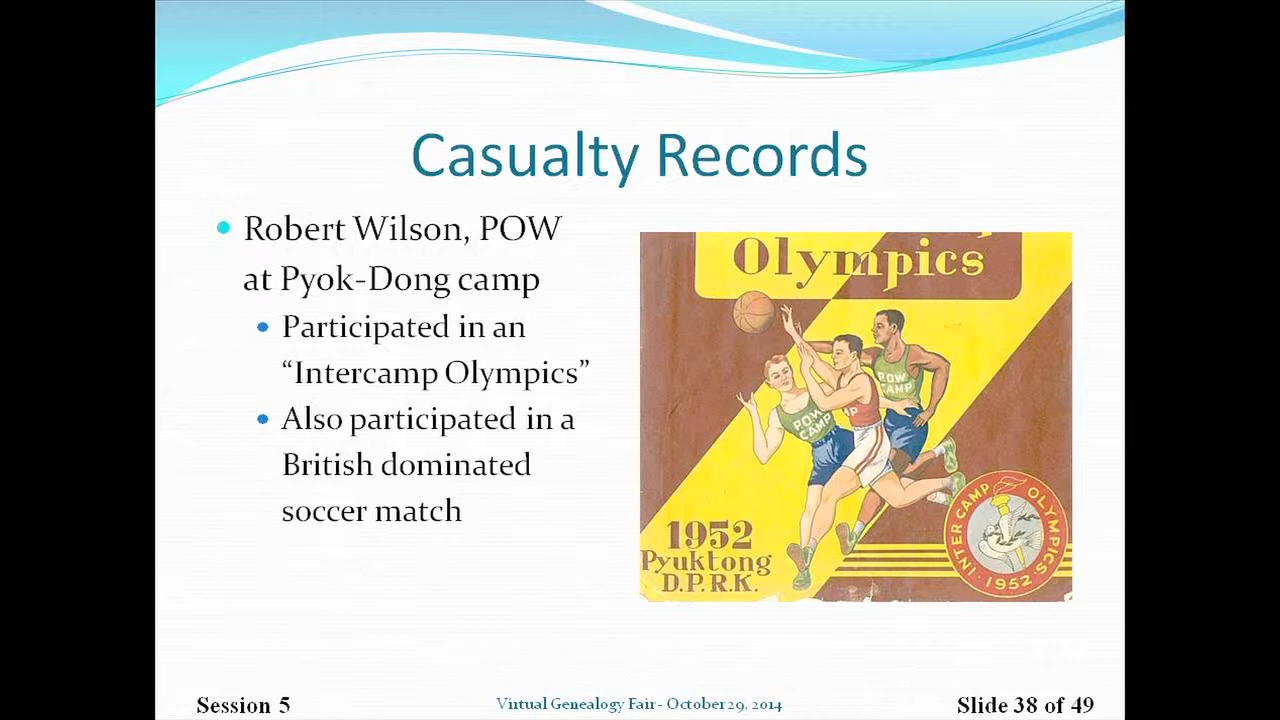 Casualty Records
Robert Wilson, POW
at Pyok-Dong camp
Participated in an
“Intercamp Olympics”
Also participated in a
British dominated
soccer match
Olympics
POW
CAMP
POW
CAMP
MP
1952
Pyuktong
D.P.R.K.
INTER CAMP OLYMPICS
· 1952 ·
Session 5
Virtual Genealogy Fair - October 29, 2014
Slide 38 of 49